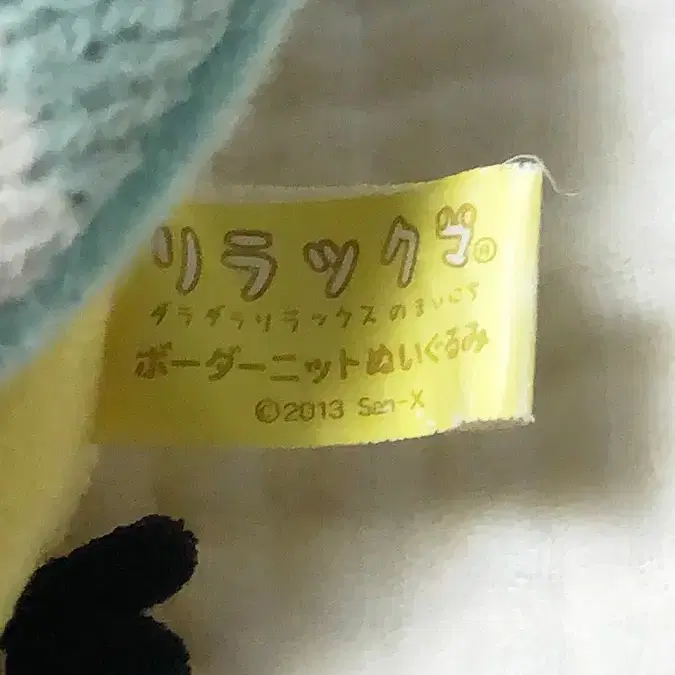 リラックマ®
ダラダラリラックスのまいにち
ボーダーニットぬいぐるみ
©2013 San-X